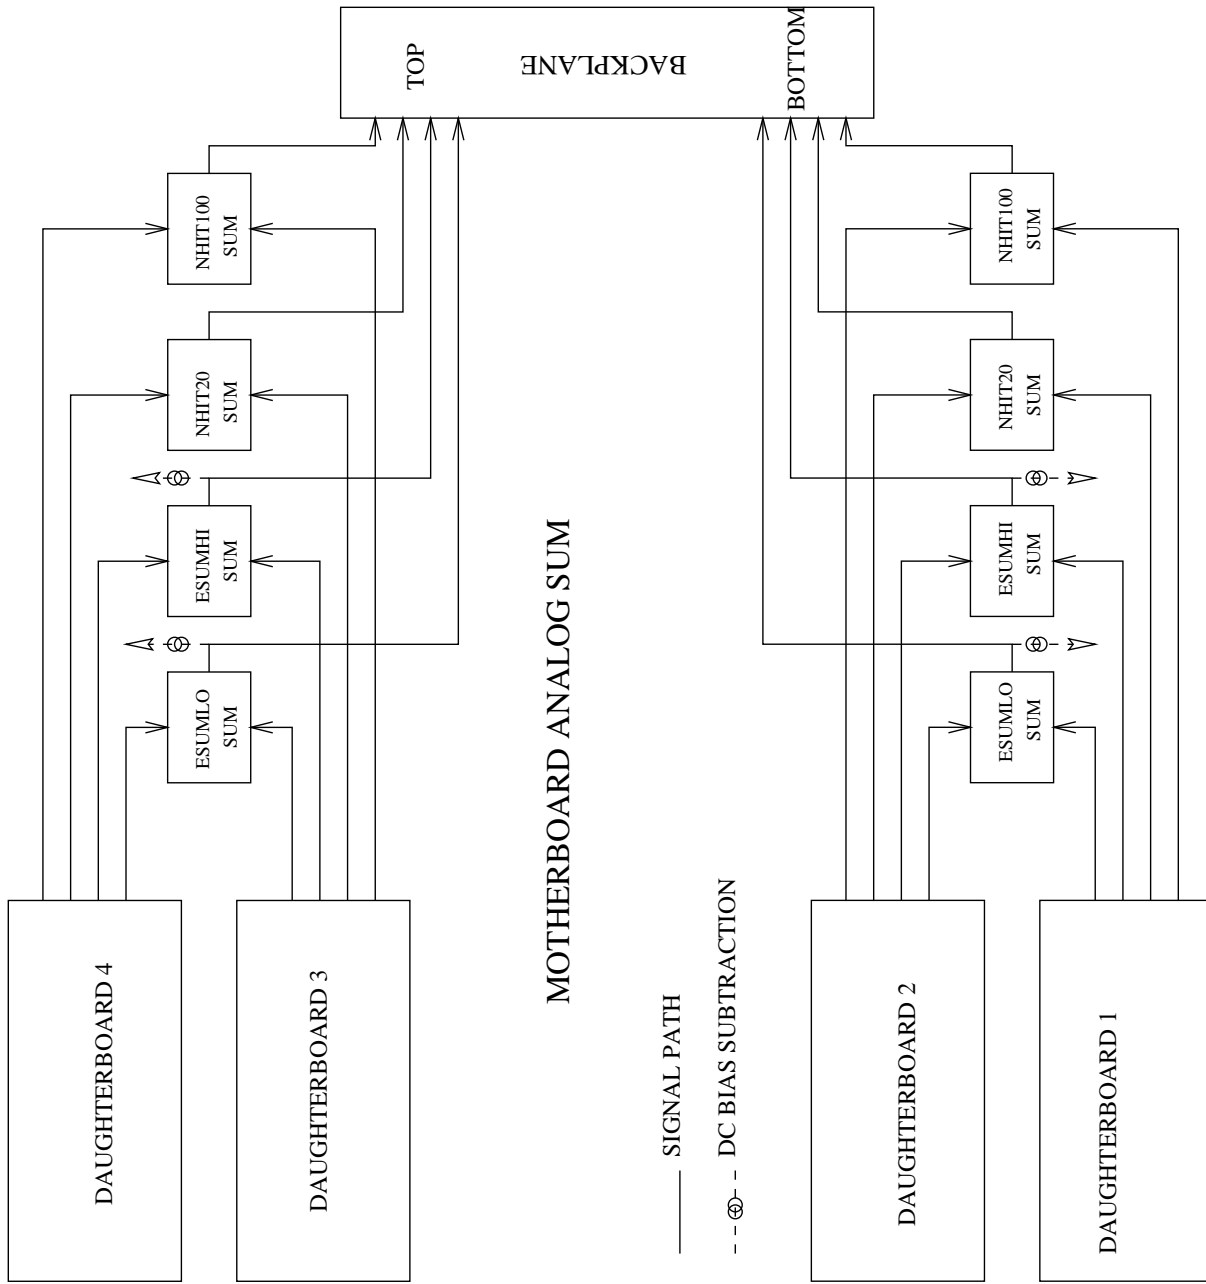 BACKPLANE
TOP
BOTTOM
NHIT100
SUM
NHIT20
SUM
ESUMHI
SUM
ESUMLO
SUM
NHIT100
SUM
NHIT20
SUM
ESUMHI
SUM
ESUMLO
SUM
MOTHERBOARD ANALOG SUM
DAUGHTERBOARD 4
DAUGHTERBOARD 3
SIGNAL PATH
DC BIAS SUBTRACTION
DAUGHTERBOARD 2
DAUGHTERBOARD 1